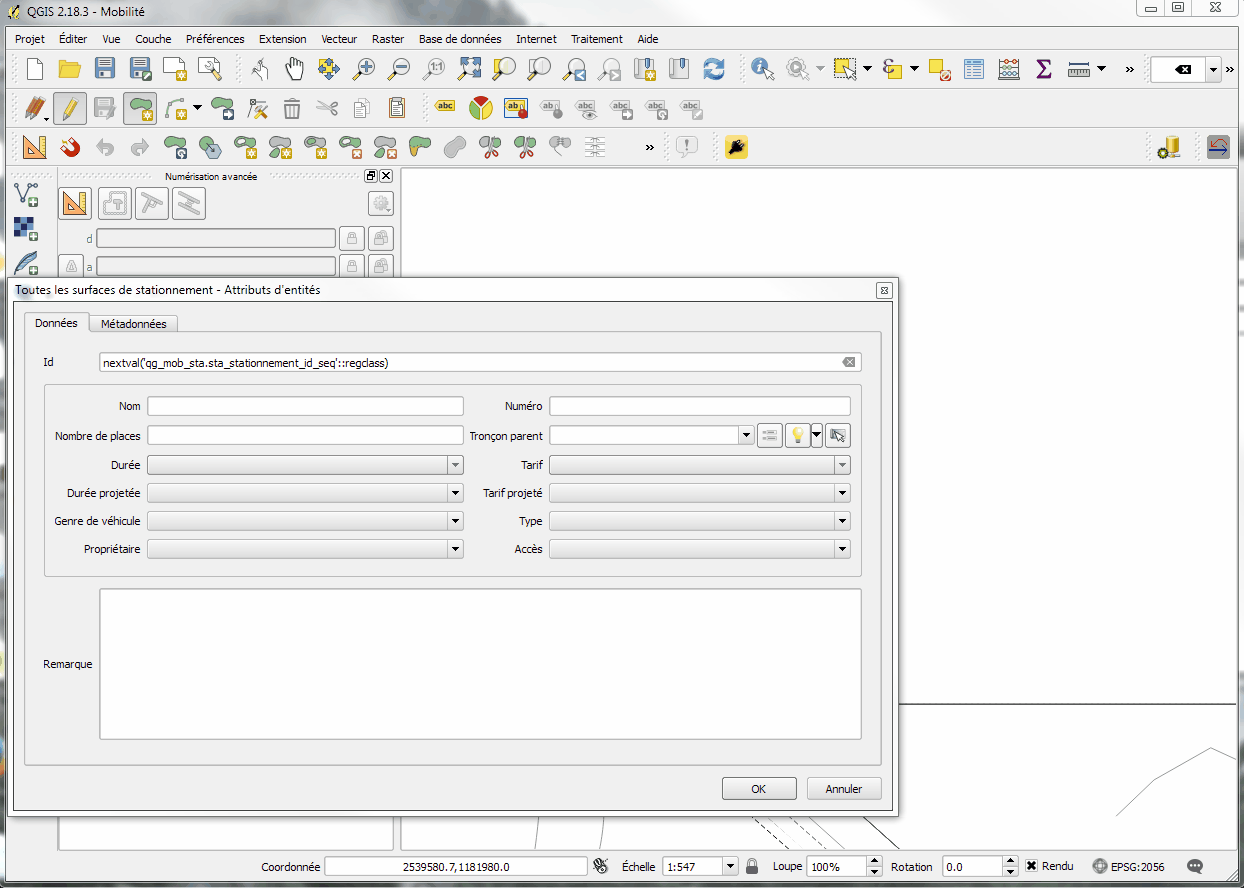 QGIS 2.18.3 - Mobilité
Projet Éditer Vue Couche Préférences Extension Vecteur Raster Base de données Internet Traitement Aide
Numérisation avancée
d
a
Toutes les surfaces de stationnement - Attributs d'entités
Données Métadonnées
Id nextval('qg_mob_sta.sta_stationnement_id_seq'::regclass)
Nom Numéro
Nombre de places Tronçon parent
Durée Tarif
Durée projetée Tarif projeté
Genre de véhicule Type
Propriétaire Accès
Remarque
OK Annuler
Coordonnée 2539580.7,1181980.0 Échelle 1:547 Loupe 100% Rotation 0.0 Rendu EPSG:2056